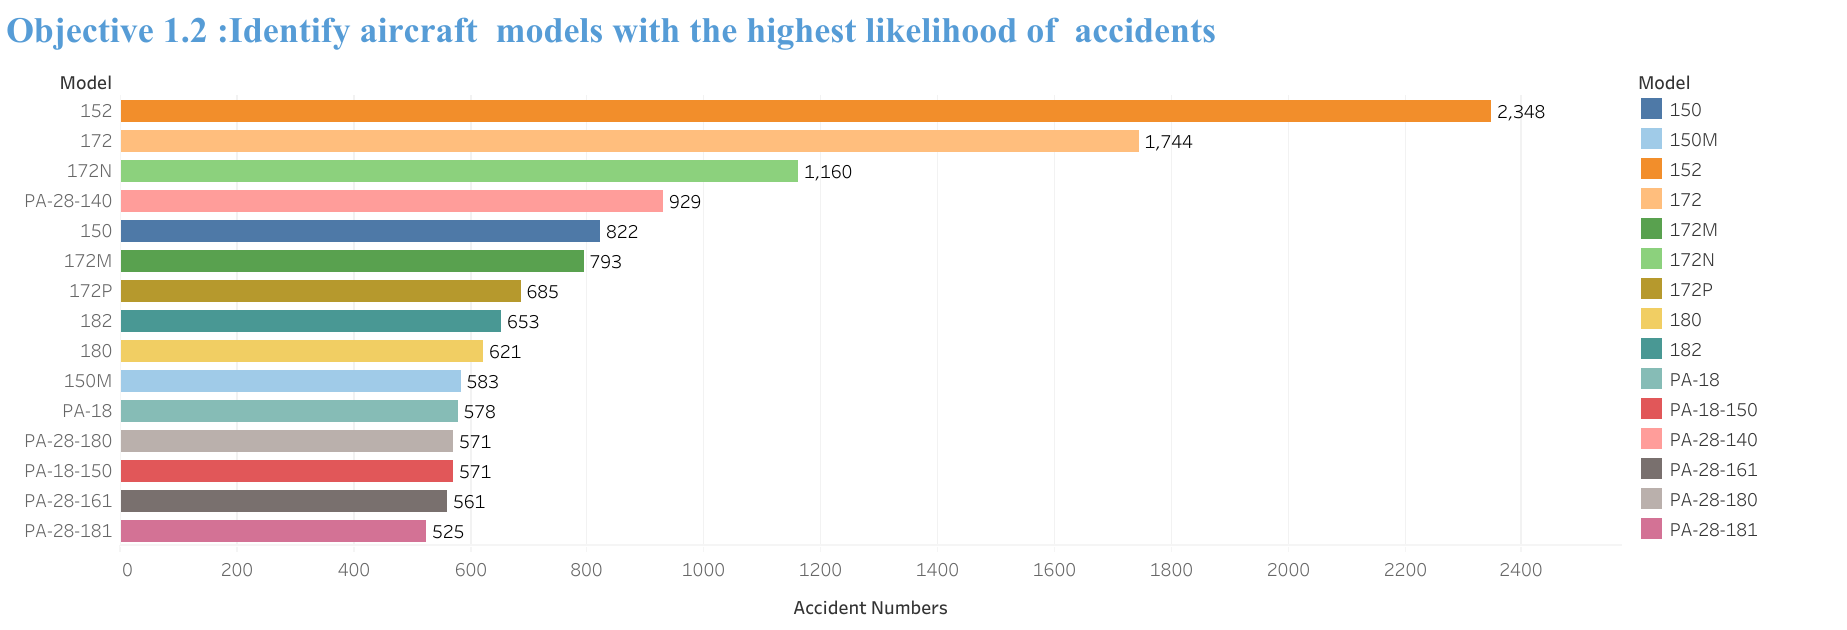 Objective 1.2 :Identify aircraft  models with the highest likelihood of  accidents
Model
152 2,348
172 1,744
172N 1,160
PA-28-140 929
150 822
172M 793
172P 685
182 653
180 621
150M 583
PA-18 578
PA-28-180 571
PA-18-150 571
PA-28-161 561
PA-28-181 525
0 200 400 600 800 1000 1200 1400 1600 1800 2000 2200 2400
Accident Numbers
Model
150
150M
152
172
172M
172N
172P
180
182
PA-18
PA-18-150
PA-28-140
PA-28-161
PA-28-180
PA-28-181